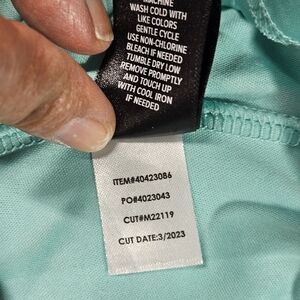 MACHINE
WASH COLD WITH
LIKE COLORS
GENTLE CYCLE
USE NON-CHLORINE
BLEACH IF NEEDED
TUMBLE DRY LOW
REMOVE PROMPTLY
AND TOUCH UP
WITH COOL IRON
IF NEEDED
ITEM#40423086
PO#4023043
CUT#M22119
CUT DATE:3/2023